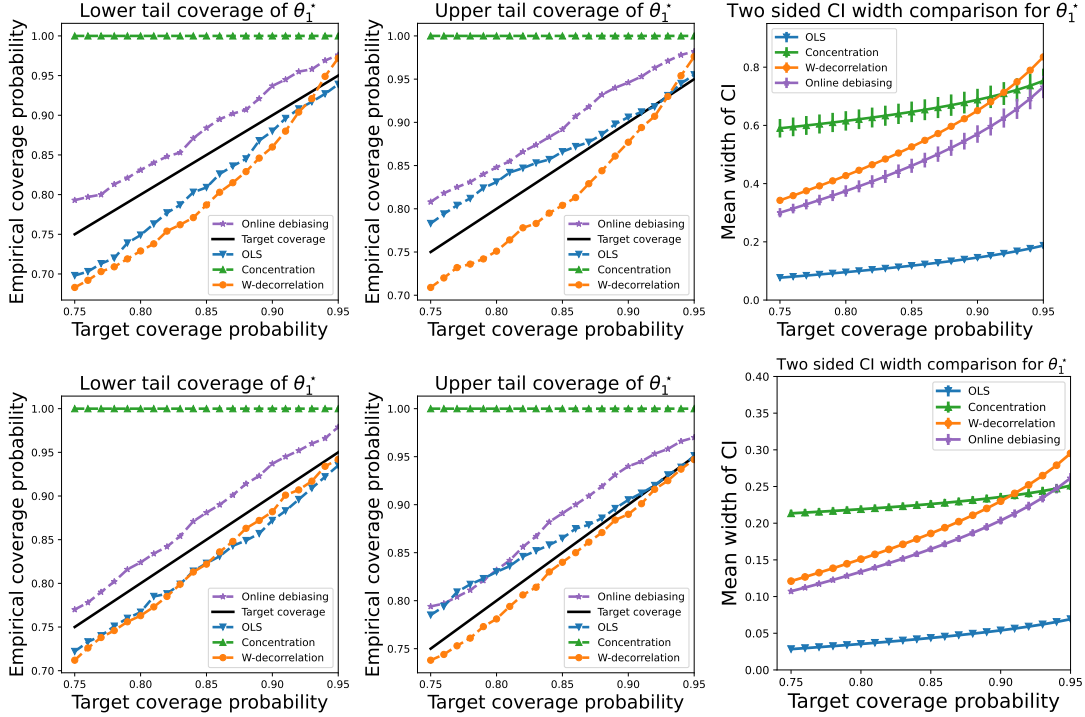 Lower tail coverage of θ₁*
Empirical coverage probability
1.00
0.95
0.90
0.85
0.80
0.75
0.70
0.75
0.80
0.85
0.90
0.95
Target coverage probability
Online debiasing
Target coverage
OLS
Concentration
W-decorrelation
Upper tail coverage of θ₁*
Empirical coverage probability
1.00
0.95
0.90
0.85
0.80
0.75
0.70
0.75
0.80
0.85
0.90
0.95
Target coverage probability
Online debiasing
Target coverage
OLS
Concentration
W-decorrelation
Two sided CI width comparison for θ₁*
Mean width of CI
0.8
0.6
0.4
0.2
0.0
0.75
0.80
0.85
0.90
0.95
Target coverage probability
OLS
Concentration
W-decorrelation
Online debiasing
Lower tail coverage of θ₁*
Empirical coverage probability
1.00
0.95
0.90
0.85
0.80
0.75
0.70
0.75
0.80
0.85
0.90
0.95
Target coverage probability
Online debiasing
Target coverage
OLS
Concentration
W-decorrelation
Upper tail coverage of θ₁*
Empirical coverage probability
1.00
0.95
0.90
0.85
0.80
0.75
0.75
0.80
0.85
0.90
0.95
Target coverage probability
Online debiasing
Target coverage
OLS
Concentration
W-decorrelation
Two sided CI width comparison for θ₁*
Mean width of CI
0.40
0.35
0.30
0.25
0.20
0.15
0.10
0.05
0.00
0.75
0.80
0.85
0.90
0.95
Target coverage probability
OLS
Concentration
W-decorrelation
Online debiasing